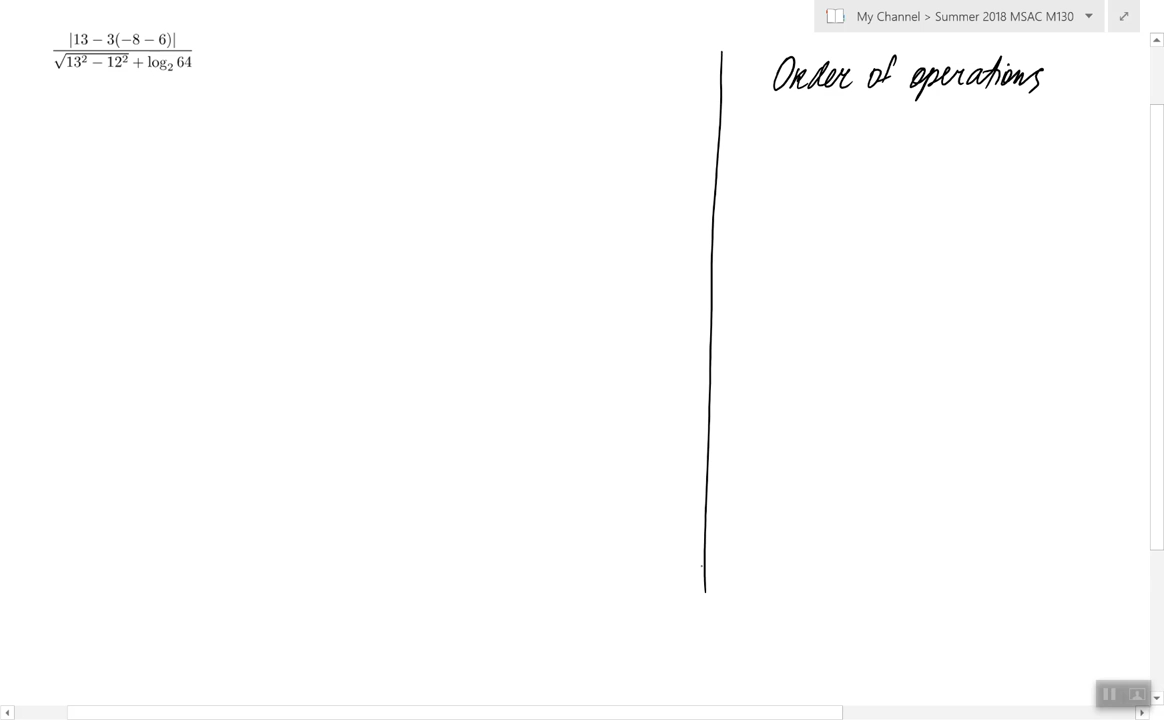 My Channel > Summer 2018 MSAC M130
|13 − 3(−8 − 6)|
√13² − 12² + log₂ 64
Order of operations